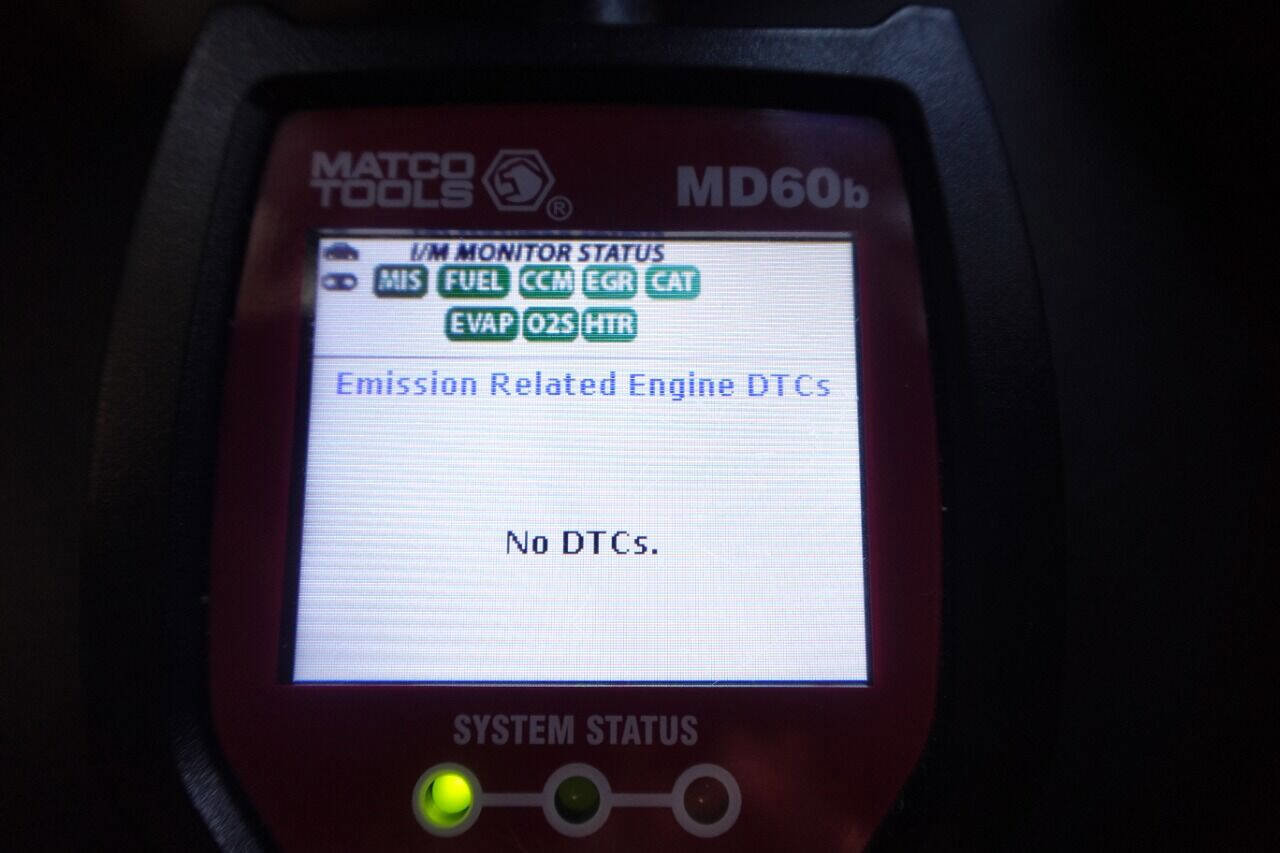 MATCO
TOOLS ®
MD60b
I/M MONITOR STATUS
MIS FUEL CCM EGR CAT
EVAP O2S HTR
Emission Related Engine DTCs
No DTCs.
SYSTEM STATUS